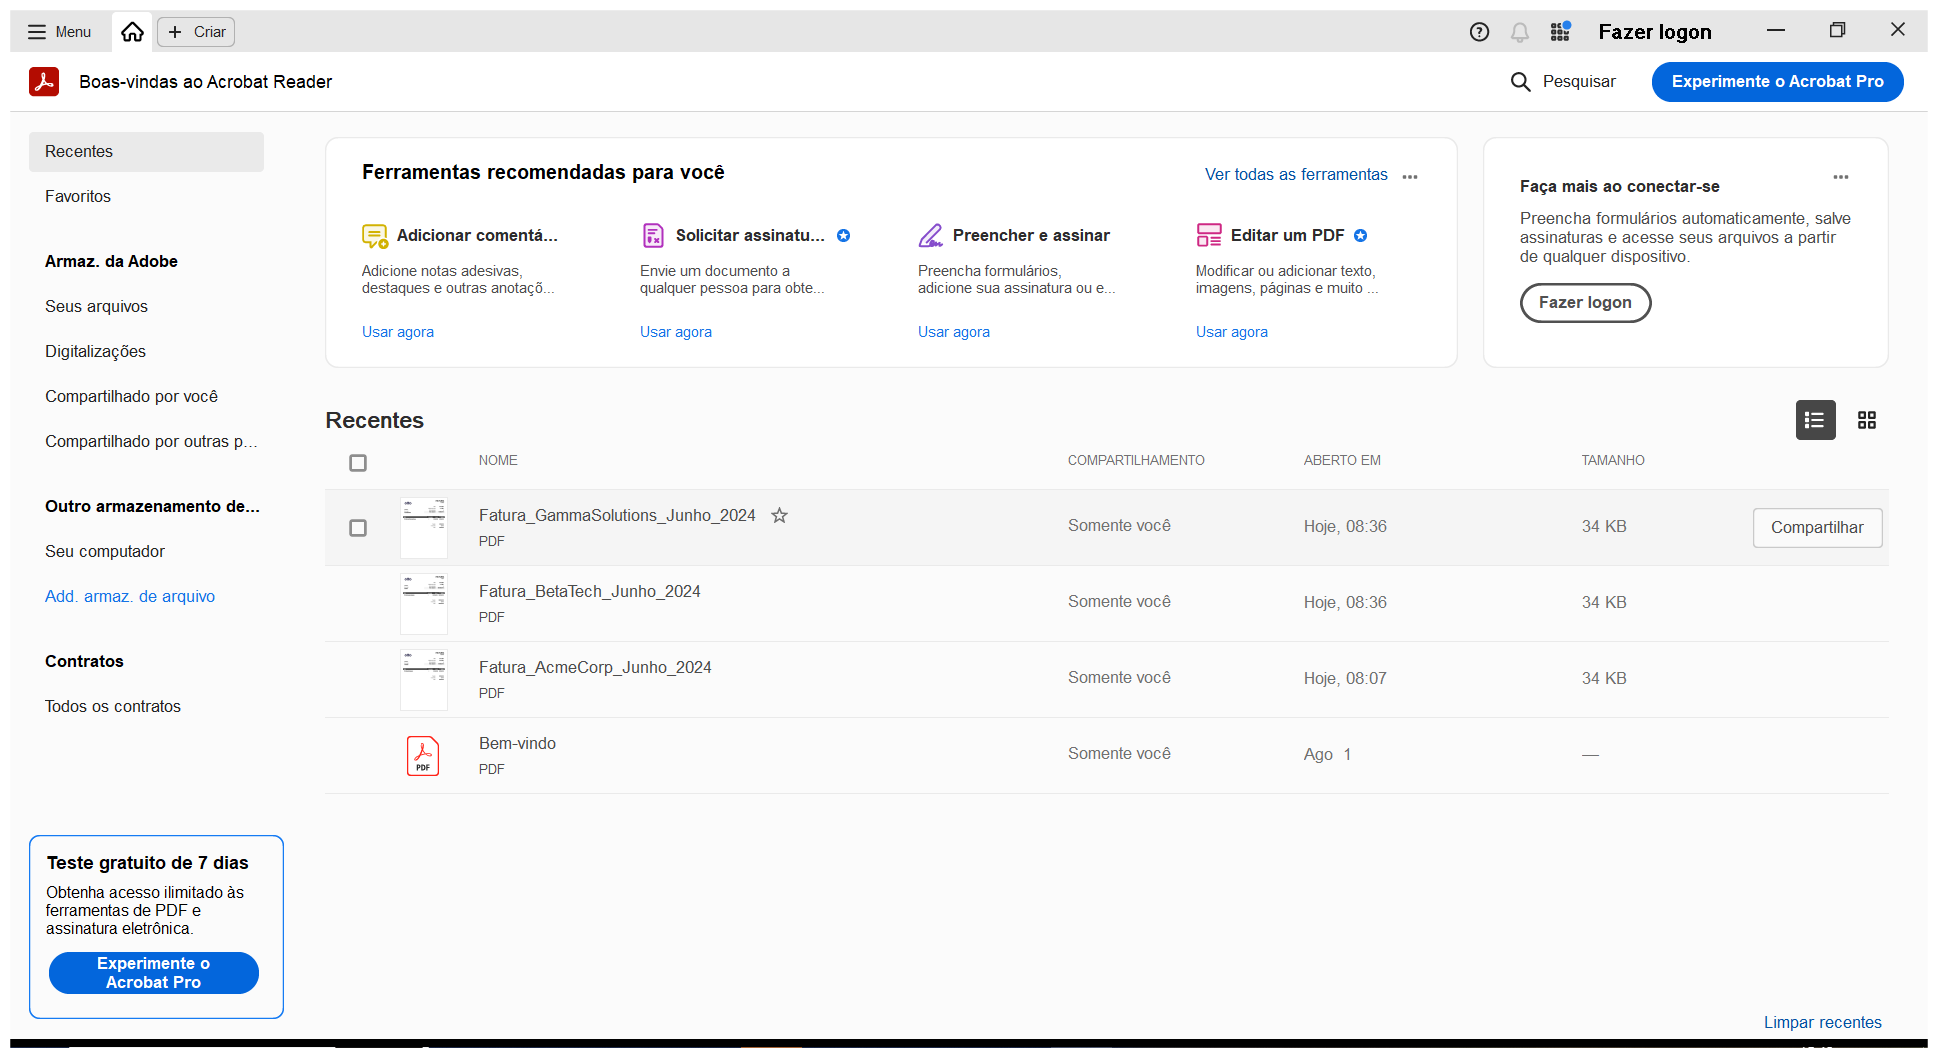 Menu
Criar
Fazer logon
Boas-vindas ao Acrobat Reader
Pesquisar
Experimente o Acrobat Pro
Recentes
Favoritos
Armaz. da Adobe
Seus arquivos
Digitalizações
Compartilhado por você
Compartilhado por outras p...
Outro armazenamento de...
Seu computador
Add. armaz. de arquivo
Contratos
Todos os contratos
Teste gratuito de 7 dias
Obtenha acesso ilimitado às
ferramentas de PDF e
assinatura eletrônica.
Experimente o
Acrobat Pro
Ferramentas recomendadas para você
Ver todas as ferramentas
Adicionar comentá...
Adicione notas adesivas,
destaques e outras anotaçõ...
Usar agora
Solicitar assinatu...
Envie um documento a
qualquer pessoa para obte...
Usar agora
Preencher e assinar
Preencha formulários,
adicione sua assinatura ou e...
Usar agora
Editar um PDF
Modificar ou adicionar texto,
imagens, páginas e muito ...
Usar agora
Faça mais ao conectar-se
Preencha formulários automaticamente, salve
assinaturas e acesse seus arquivos a partir
de qualquer dispositivo.
Fazer logon
Recentes
NOME COMPARTILHAMENTO ABERTO EM TAMANHO
Fatura_GammaSolutions_Junho_2024
PDF
Somente você Hoje, 08:36 34 KB Compartilhar
Fatura_BetaTech_Junho_2024
PDF
Somente você Hoje, 08:36 34 KB
Fatura_AcmeCorp_Junho_2024
PDF
Somente você Hoje, 08:07 34 KB
PDF
Bem-vindo
PDF
Somente você Ago 1 —
Limpar recentes